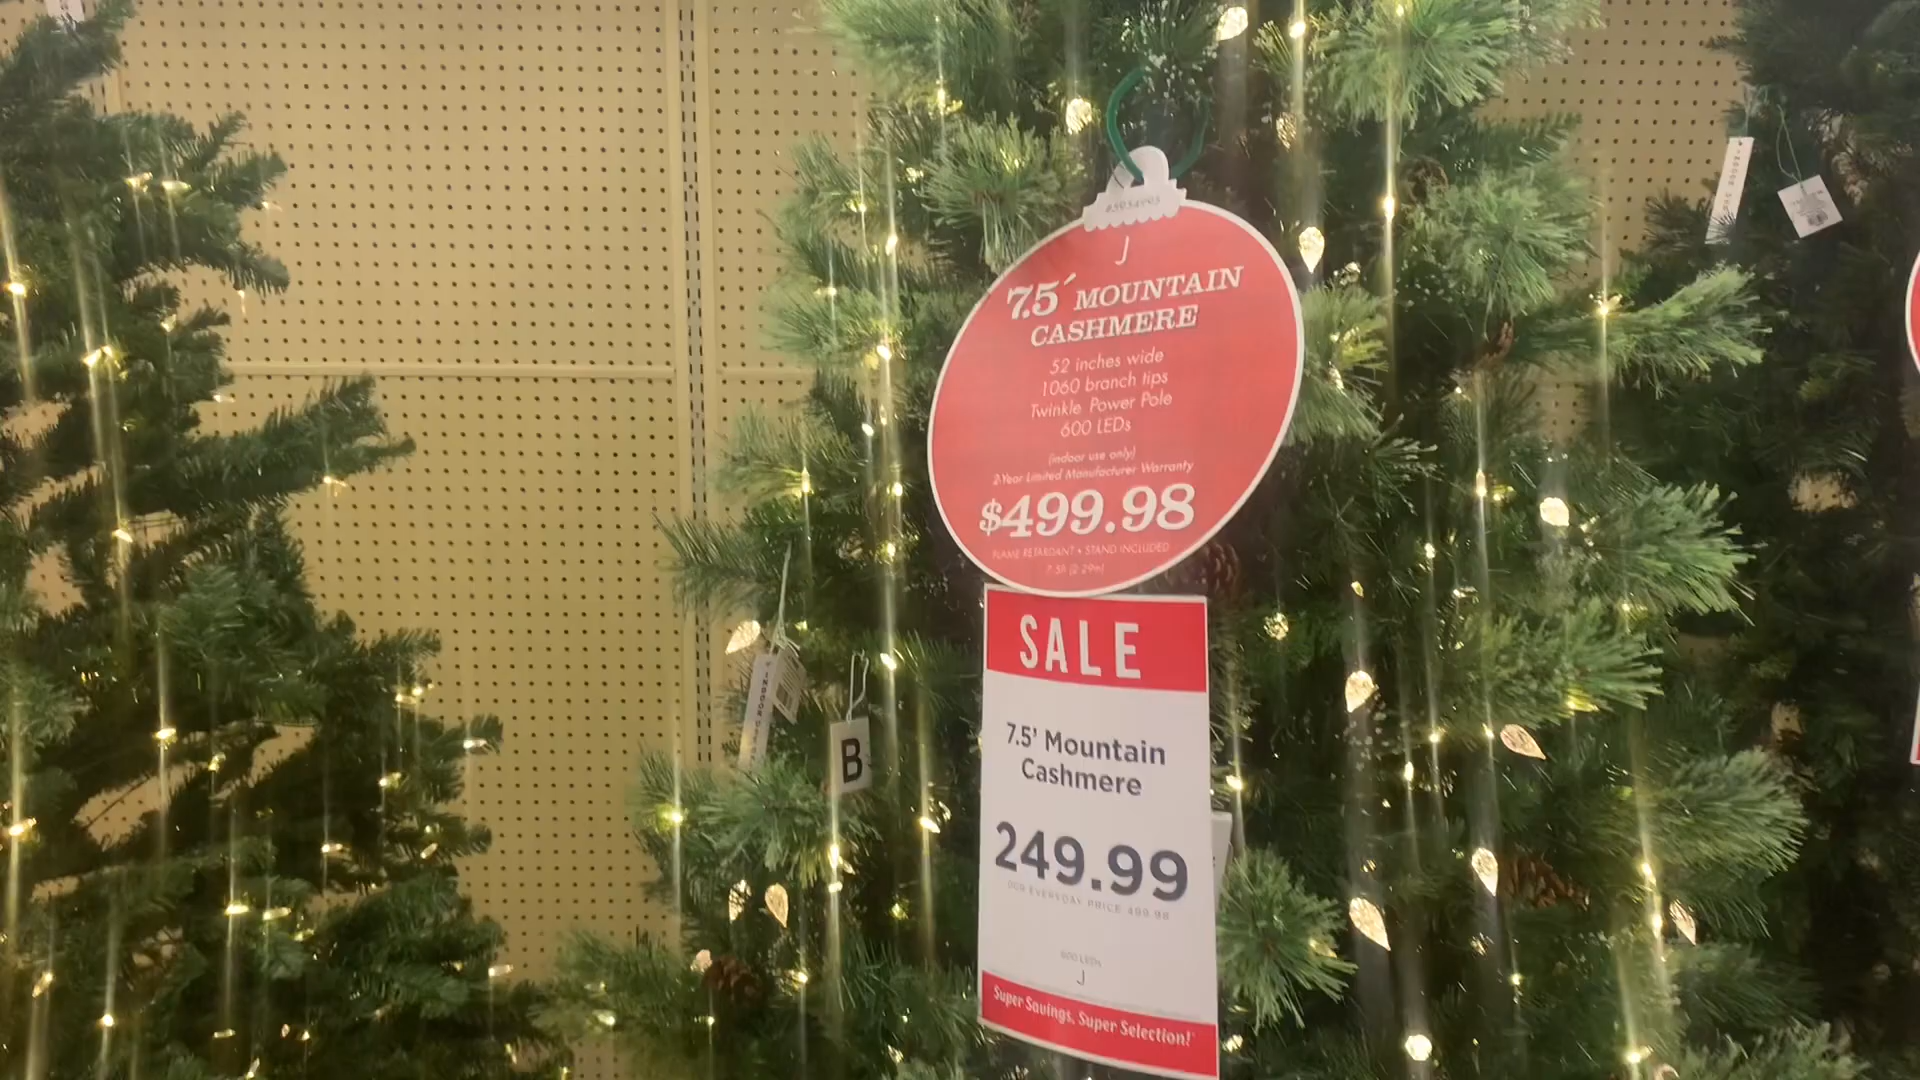 J
7.5' MOUNTAIN
CASHMERE
52 inches wide
1060 branch tips
Twinkle Power Pole
600 LEDs
(indoor use only)
2-Year Limited Manufacturer Warranty
$499.98
FLAME RETARDANT • STAND INCLUDED
SALE
7.5' Mountain
Cashmere
249.99
OUR EVERYDAY PRICE 499.98
600 LEDs
J
Super Savings, Super Selection!
B
INDOOR